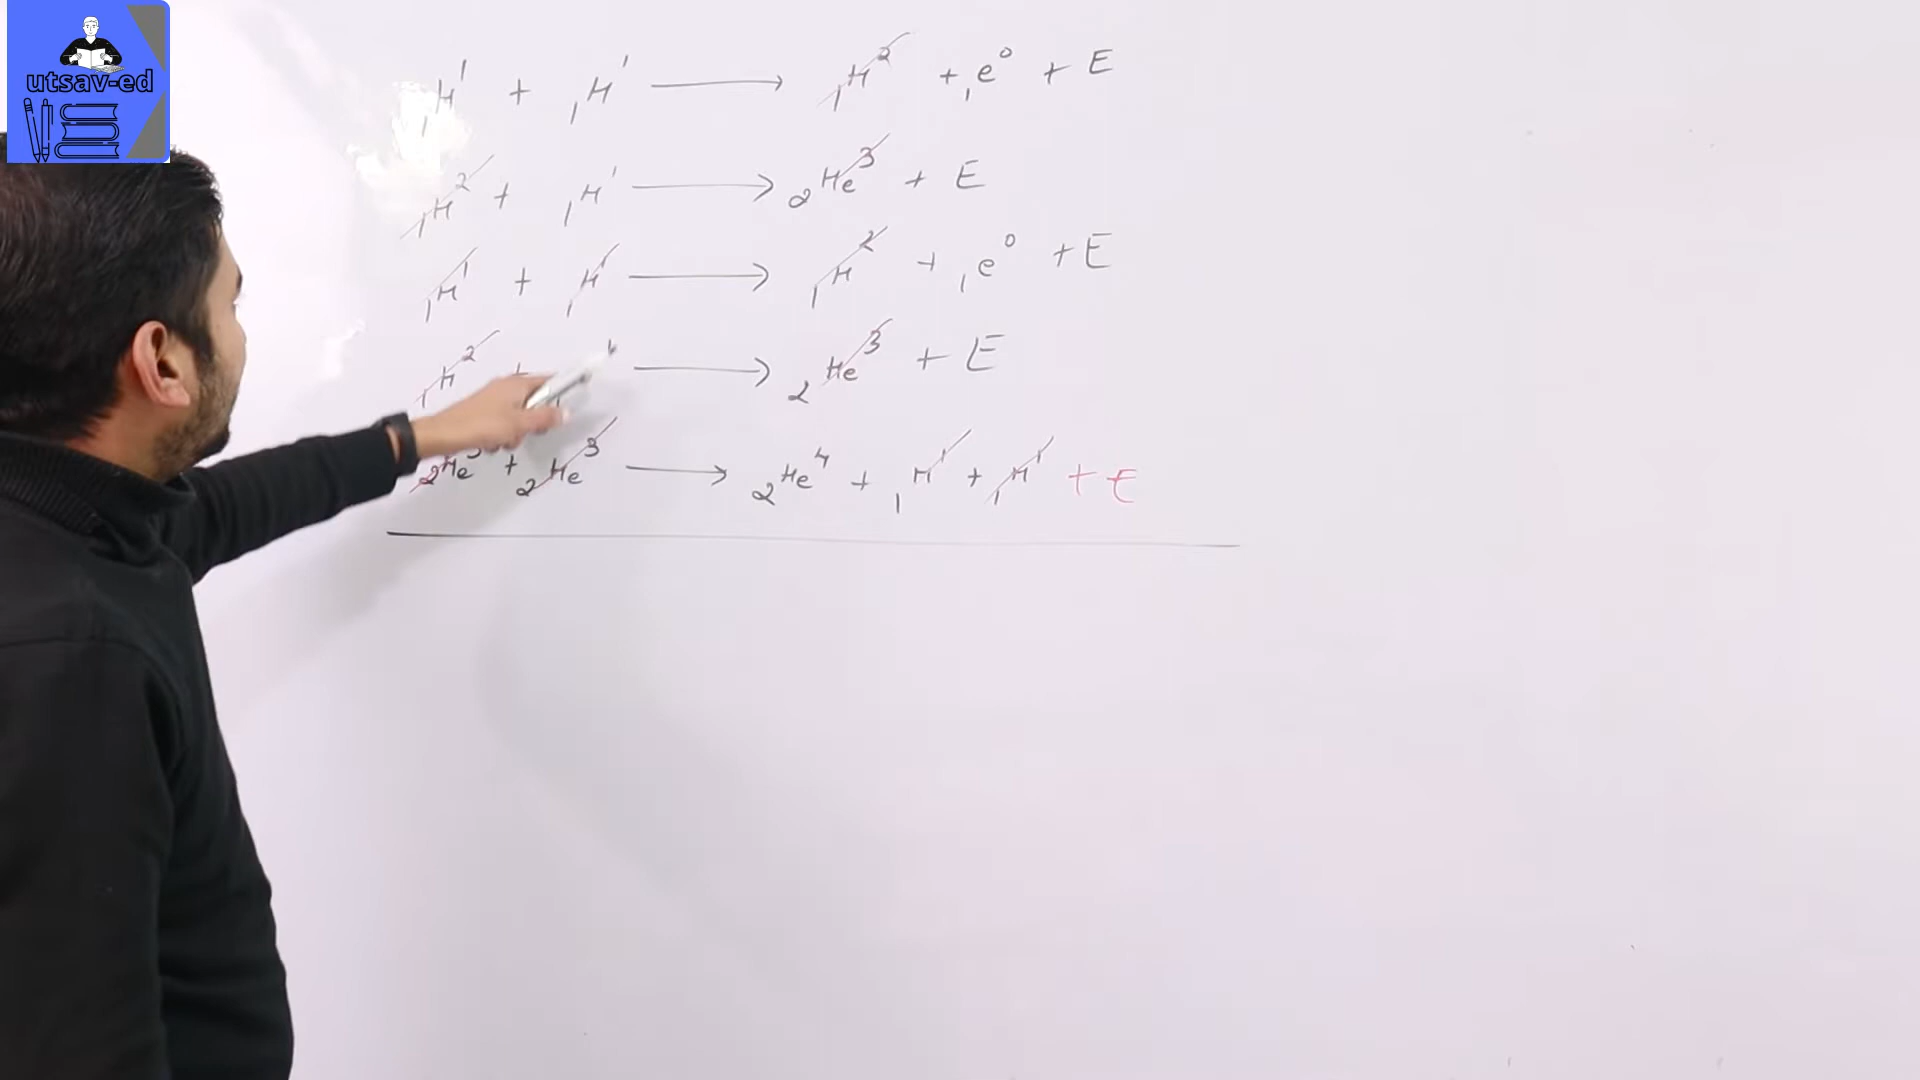 utsav-ed
₁H¹ + ₁H¹ ⟶ ₁H² + ₁e⁰ + E
₁H² + ₁H¹ ⟶ ₂He³ + E
₁H¹ + ₁H¹ ⟶ ₁H² + ₁e⁰ + E
₁H² + ⟶ ₂He³ + E
₂He³ + ₂He³ ⟶ ₂He⁴ + ₁H¹ + ₁H¹ + E